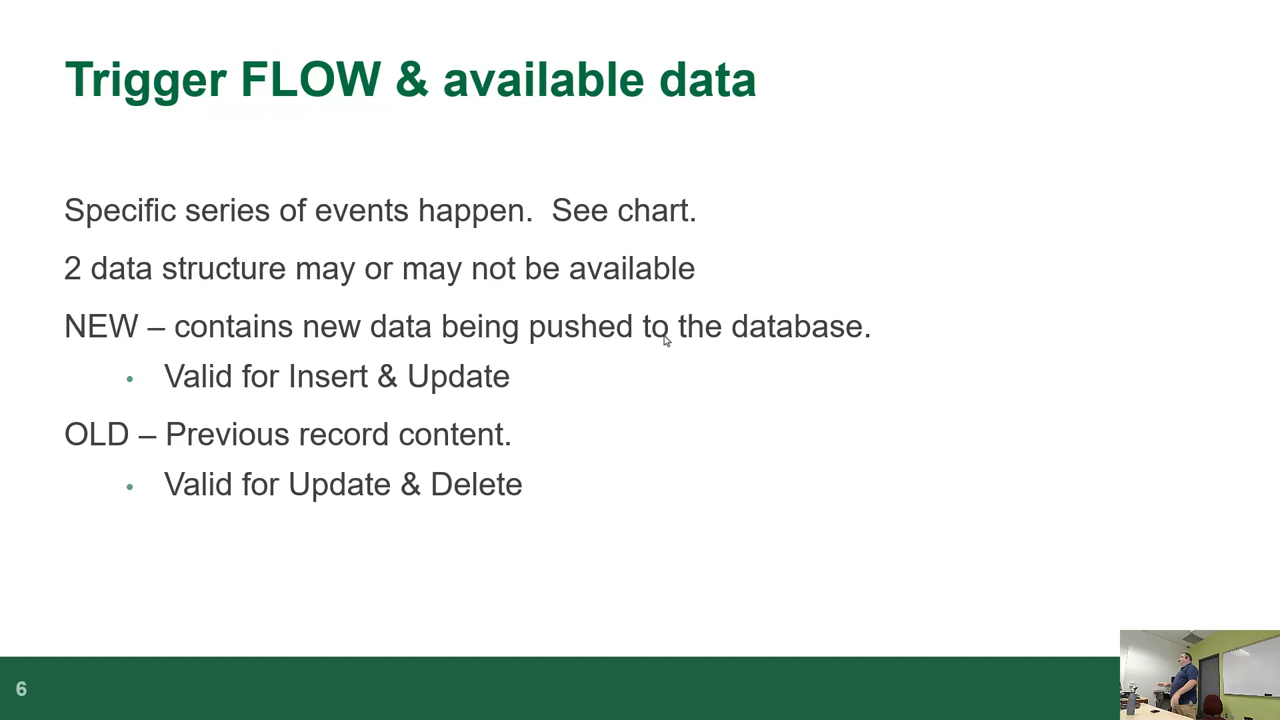 Trigger FLOW & available data
Specific series of events happen.  See chart.
2 data structure may or may not be available
NEW – contains new data being pushed to the database.
• Valid for Insert & Update
OLD – Previous record content.
• Valid for Update & Delete
6